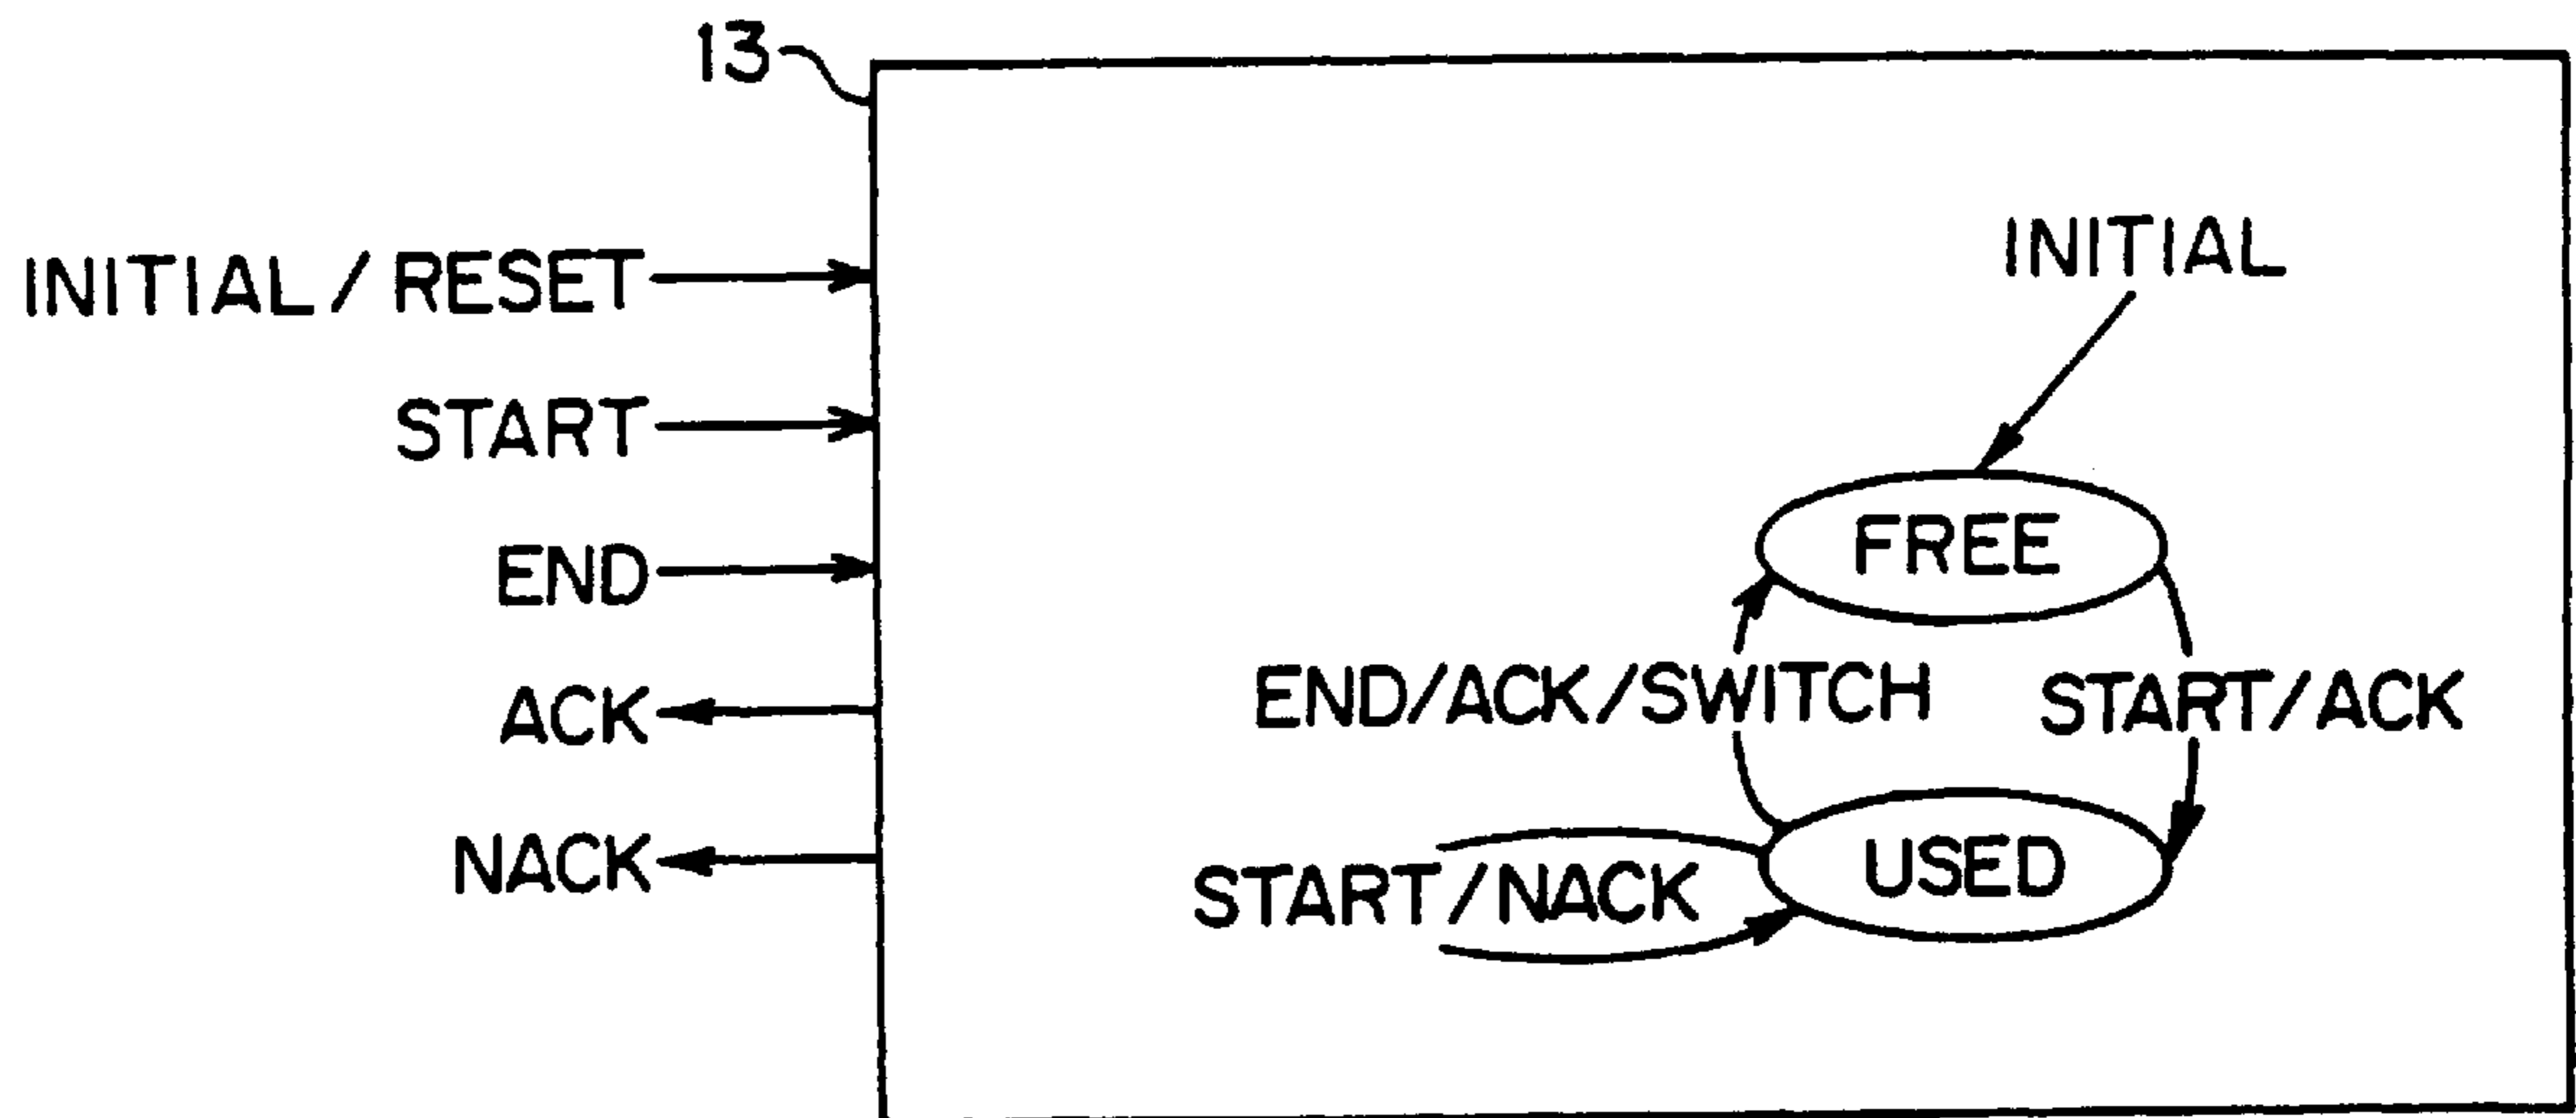 13
INITIAL/RESET
START
END
ACK
NACK
INITIAL
FREE
END/ACK/SWITCH
START/ACK
START/NACK
USED